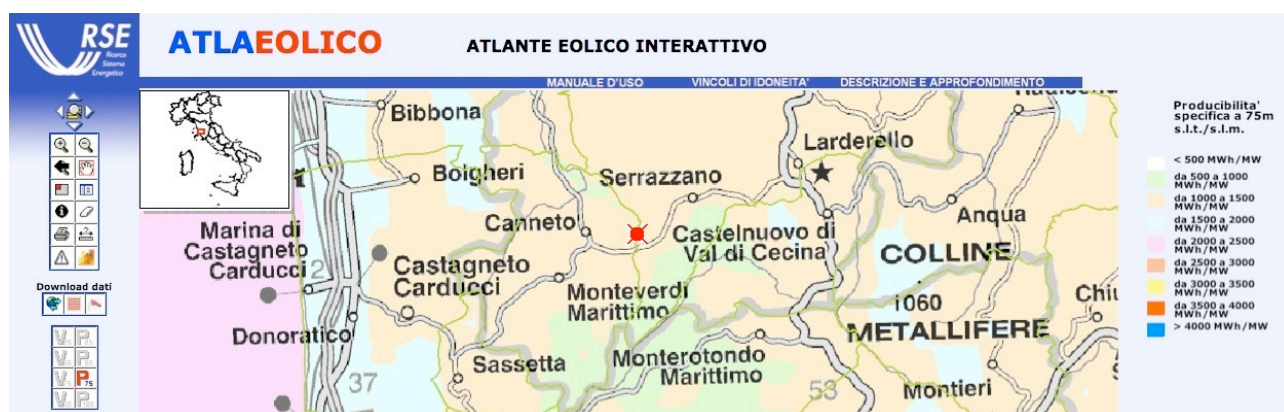 RSE
Ricerca
Sistema
Energetico
ATLAEOLICO
ATLANTE EOLICO INTERATTIVO
MANUALE D'USO VINCOLI DI IDONEITA' DESCRIZIONE E APPROFONDIMENTO
Bibbona
Larderello
Bolgheri
Serrazzano
Anqua
Marina di
Castagneto
Carducci
2
Canneto
Castelnuovo di
Val di Cecina
COLLINE
Castagneto
Carducci
Monteverdi
Marittimo
1060
Chiu
Donoratico
METALLIFERE
Sassetta
Monterotondo
Marittimo
37
53
Montieri
Download dati
P75
Producibilita'
specifica a 75m
s.l.t./s.l.m.
< 500 MWh/MW
da 500 a 1000
MWh/MW
da 1000 a 1500
MWh/MW
da 1500 a 2000
MWh/MW
da 2000 a 2500
MWh/MW
da 2500 a 3000
MWh/MW
da 3000 a 3500
MWh/MW
da 3500 a 4000
MWh/MW
> 4000 MWh/MW